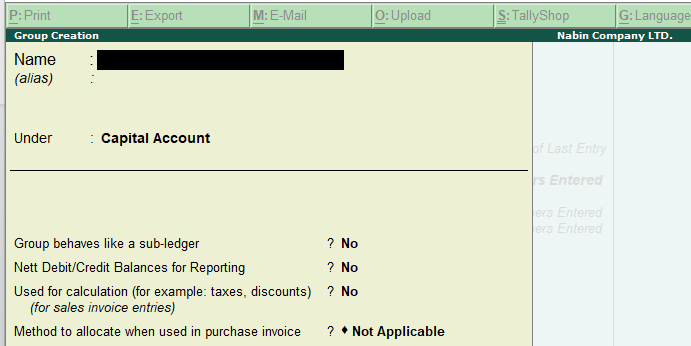 P: Print E: Export M: E-Mail O: Upload S: TallyShop G: Language
Group Creation Nabin Company LTD.
Name :
(alias) :
Under : Capital Account
of Last Entry
rs Entered
ers Entered
ers Entered
Group behaves like a sub-ledger ? No
Nett Debit/Credit Balances for Reporting ? No
Used for calculation (for example: taxes, discounts) ? No
(for sales invoice entries)
Method to allocate when used in purchase invoice ? ♦ Not Applicable